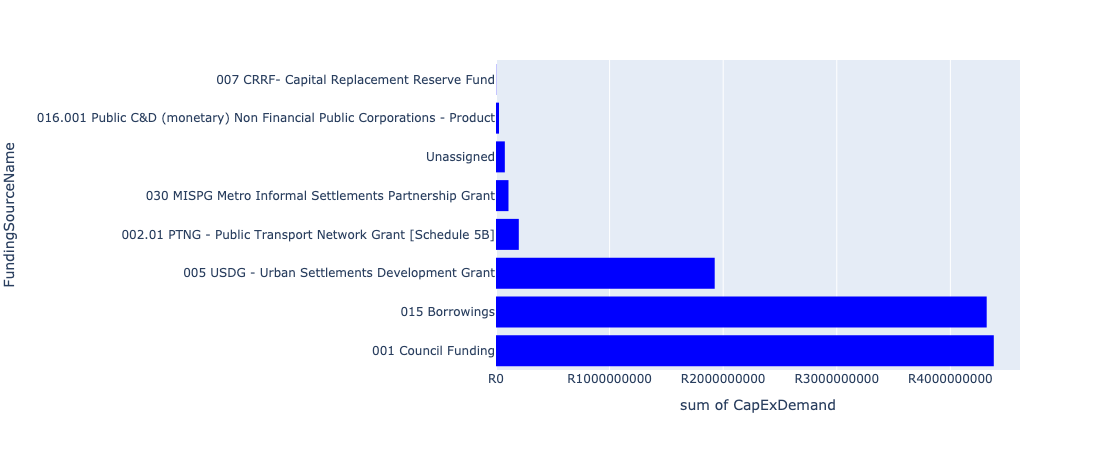 FundingSourceName
007 CRRF- Capital Replacement Reserve Fund
016.001 Public C&D (monetary) Non Financial Public Corporations - Product
Unassigned
030 MISPG Metro Informal Settlements Partnership Grant
002.01 PTNG - Public Transport Network Grant [Schedule 5B]
005 USDG - Urban Settlements Development Grant
015 Borrowings
001 Council Funding
R0 R1000000000 R2000000000 R3000000000 R4000000000
sum of CapExDemand